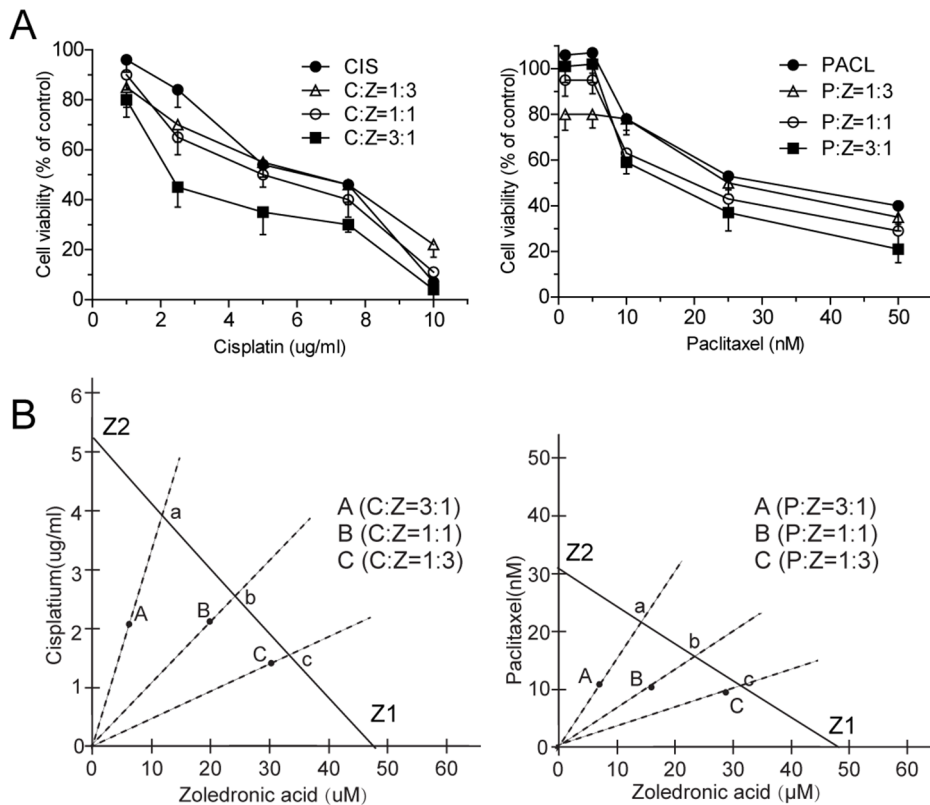 A
Cell viability (% of control)
100
80
60
40
20
0
0 2 4 6 8 10
Cisplatin (ug/ml)
CIS
C:Z=1:3
C:Z=1:1
C:Z=3:1
Cell viability (% of control)
100
80
60
40
20
0
0 10 20 30 40 50
Paclitaxel (nM)
PACL
P:Z=1:3
P:Z=1:1
P:Z=3:1
B
Cisplatium(ug/ml)
6
5
4
3
2
1
0
0 10 20 30 40 50 60
Zoledronic acid (uM)
Z2
a
A
B
b
C
c
Z1
A (C:Z=3:1)
B (C:Z=1:1)
C (C:Z=1:3)
Paclitaxel(nM)
50
40
30
20
10
0
0 10 20 30 40 50 60
Zoledronic acid (μM)
Z2
a
b
A
B
c
C
Z1
A (P:Z=3:1)
B (P:Z=1:1)
C (P:Z=1:3)